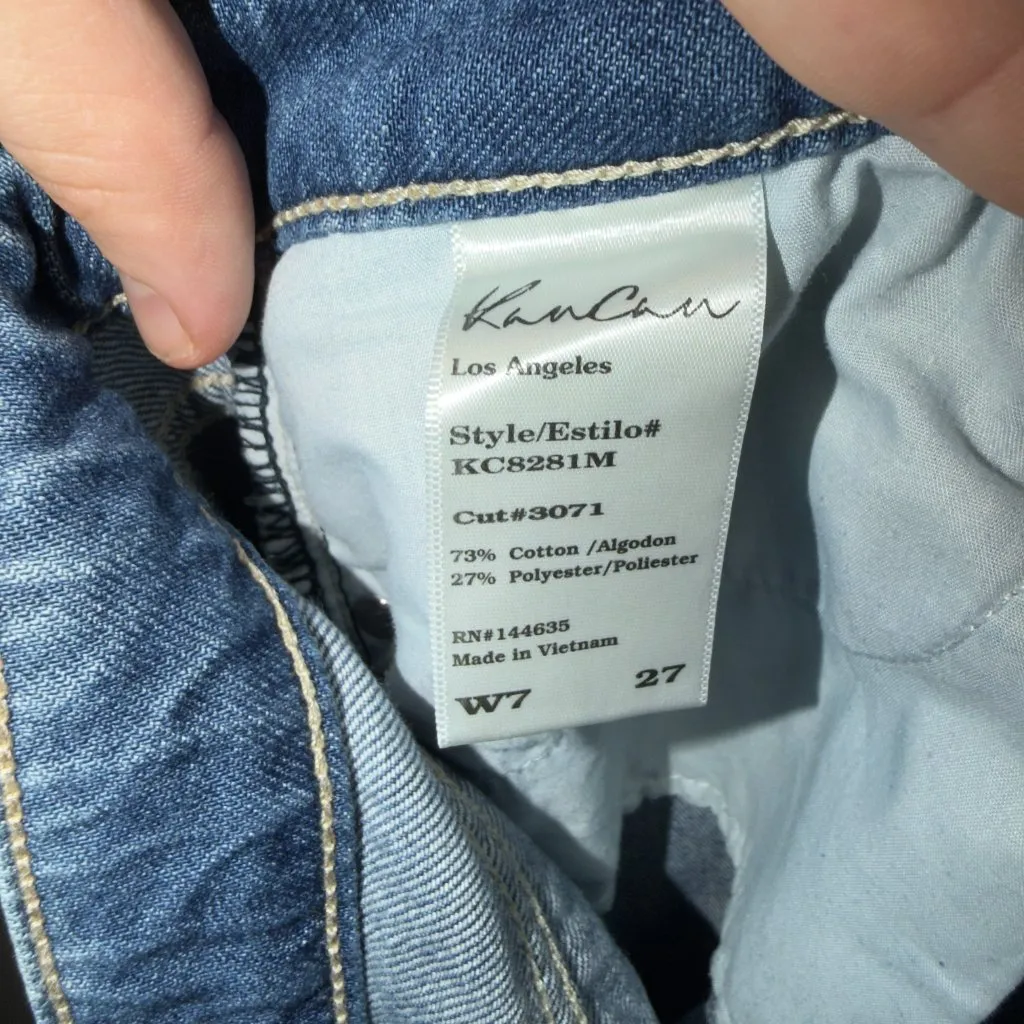 KanCan
Los Angeles
Style/Estilo#
KC8281M
Cut#3071
73% Cotton /Algodon
27% Polyester/Poliester
RN#144635
Made in Vietnam
W7 27